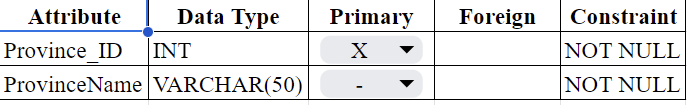 Attribute Data Type Primary Foreign Constraint
Province_ID INT X NOT NULL
ProvinceName VARCHAR(50) - NOT NULL